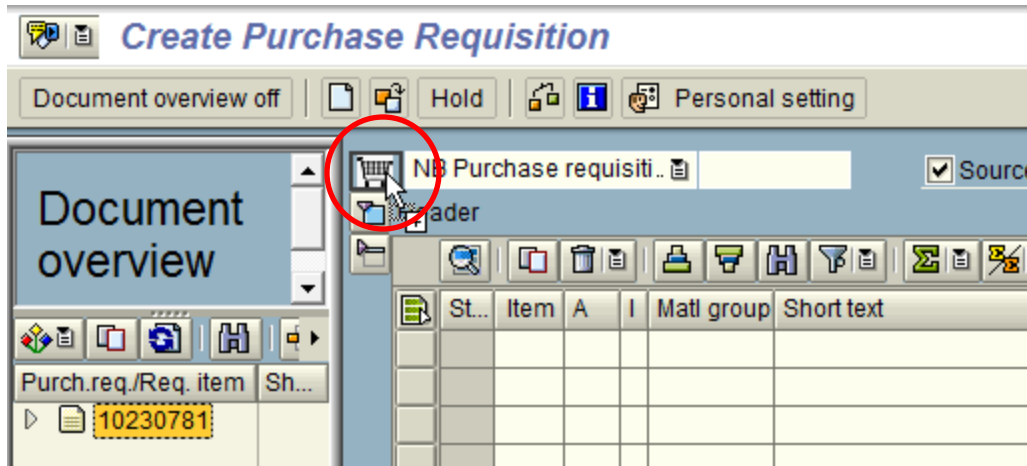 Create Purchase Requisition
Document overview off Hold Personal setting
NB Purchase requisiti..
Document
overview
Header
St... Item A I Matl group Short text
Purch.req./Req. item Sh...
10230781